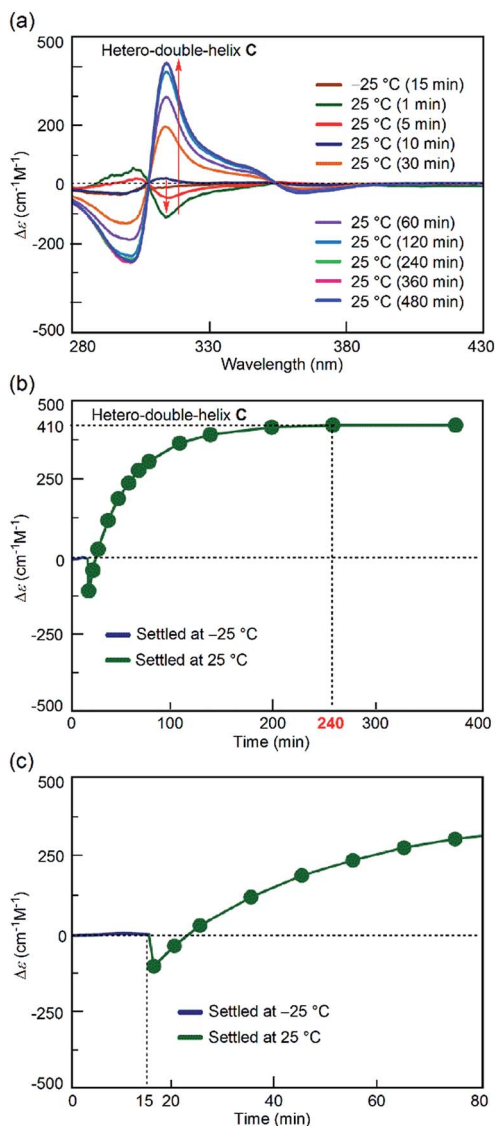 (a)
500
200
0
-200
-500
Δε (cm⁻¹M⁻¹)
Hetero-double-helix C
−25 °C (15 min)
25 °C (1 min)
25 °C (5 min)
25 °C (10 min)
25 °C (30 min)
25 °C (60 min)
25 °C (120 min)
25 °C (240 min)
25 °C (360 min)
25 °C (480 min)
280 330 380 430
Wavelength (nm)
(b)
500
410
250
0
-250
-500
Δε (cm⁻¹M⁻¹)
Hetero-double-helix C
Settled at −25 °C
Settled at 25 °C
0 100 200 240 300 400
Time (min)
(c)
500
250
0
-250
-500
Δε (cm⁻¹M⁻¹)
Settled at −25 °C
Settled at 25 °C
0 15 20 40 60 80
Time (min)